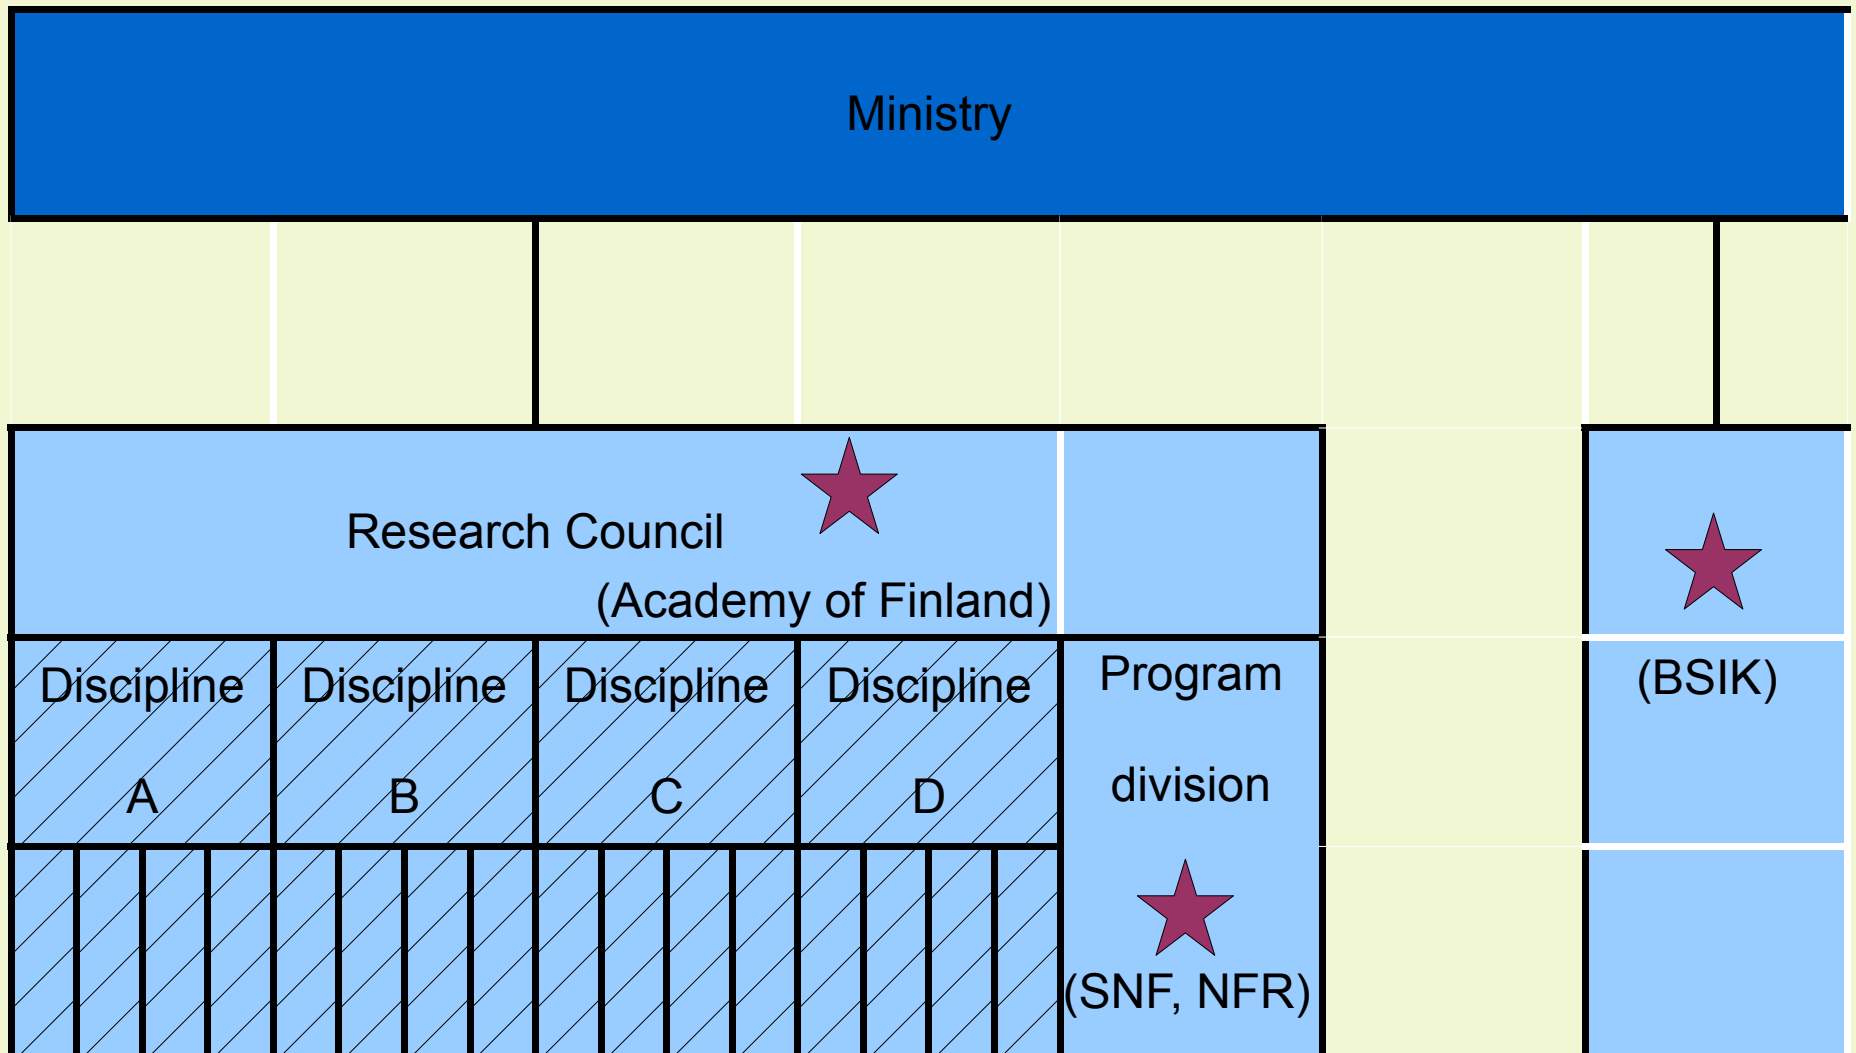 Ministry
Research Council
(Academy of Finland)
Discipline
A
Discipline
B
Discipline
C
Discipline
D
Program
division
(SNF, NFR)
(BSIK)